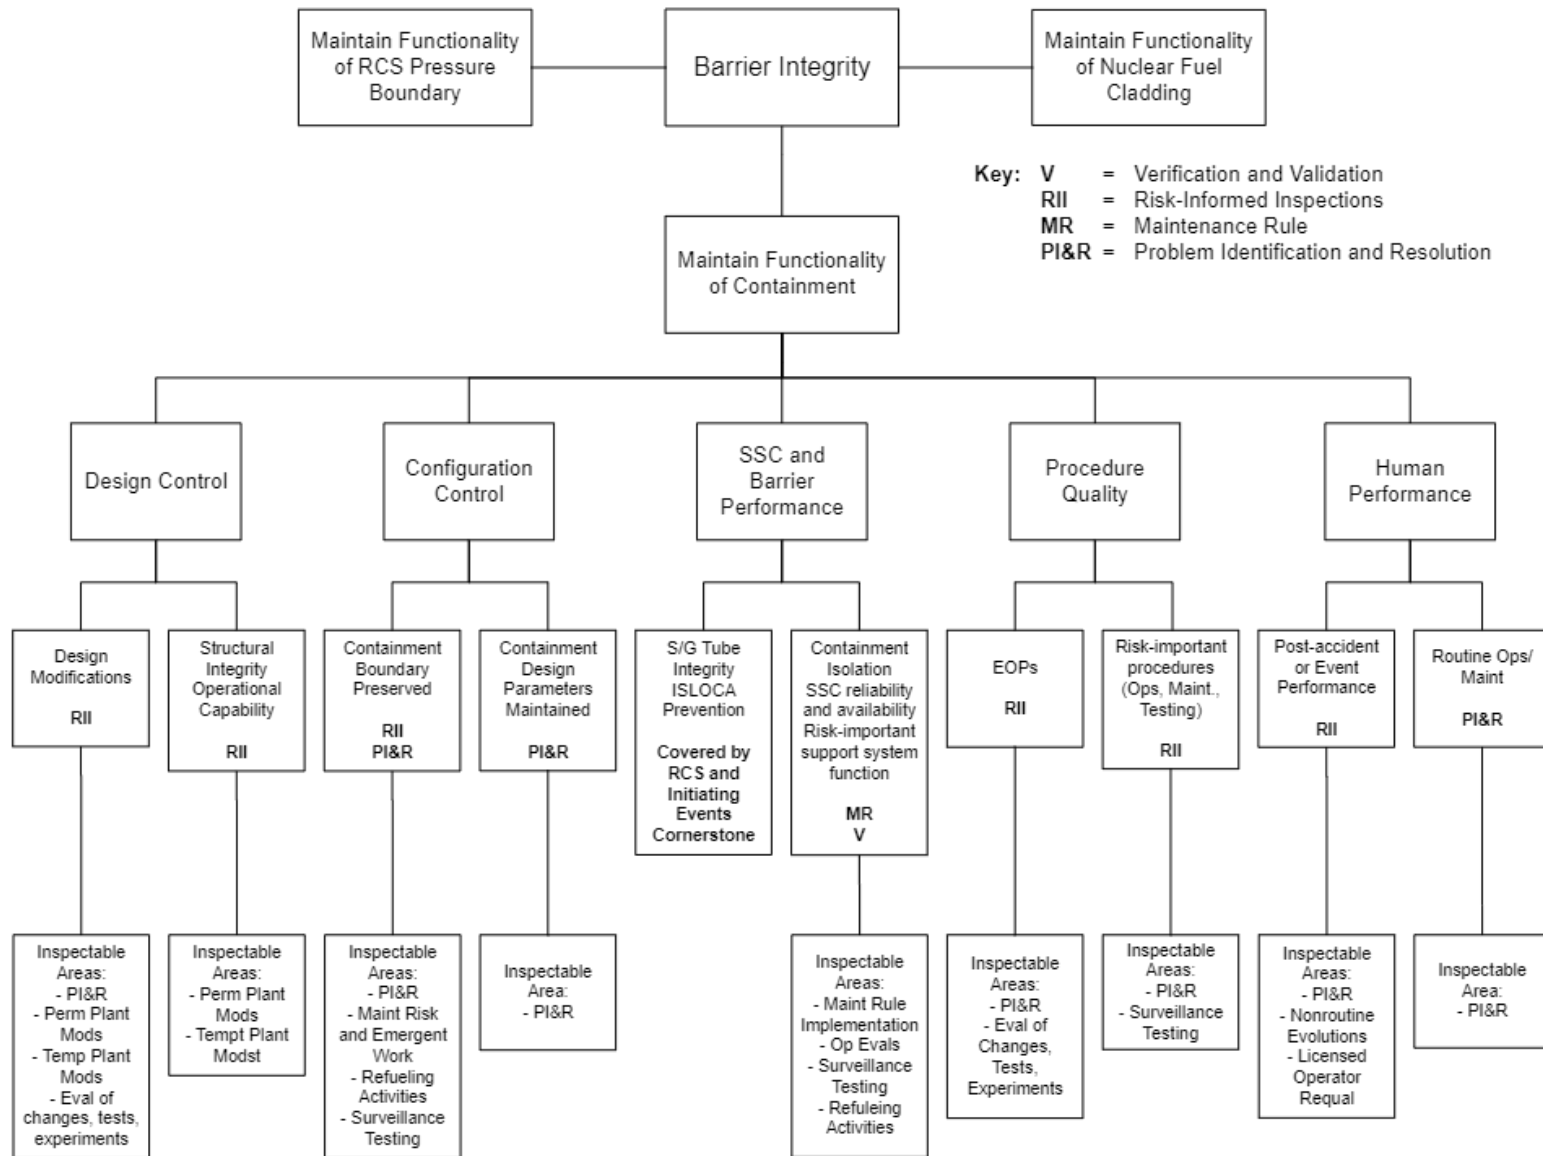 Maintain Functionality
of RCS Pressure
Boundary
Barrier Integrity
Maintain Functionality
of Nuclear Fuel
Cladding
Key: V = Verification and Validation
RII = Risk-Informed Inspections
MR = Maintenance Rule
PI&R = Problem Identification and Resolution
Maintain Functionality
of Containment
Design Control
Configuration
Control
SSC and
Barrier
Performance
Procedure
Quality
Human
Performance
Design
Modifications
RII
Structural
Integrity
Operational
Capability
RII
Containment
Boundary
Preserved
RII
PI&R
Containment
Design
Parameters
Maintained
PI&R
S/G Tube
Integrity
ISLOCA
Prevention
Covered by
RCS and
Initiating
Events
Cornerstone
Containment
Isolation
SSC reliability
and availability
Risk-important
support system
function
MR
V
EOPs
RII
Risk-important
procedures
(Ops, Maint.,
Testing)
RII
Post-accident
or Event
Performance
RII
Routine Ops/
Maint
PI&R
Inspectable
Areas:
- PI&R
- Perm Plant
Mods
- Temp Plant
Mods
- Eval of
changes, tests,
experiments
Inspectable
Areas:
- Perm Plant
Mods
- Tempt Plant
Modst
Inspectable
Areas:
- PI&R
- Maint Risk
and Emergent
Work
- Refueling
Activities
- Surveillance
Testing
Inspectable
Area:
- PI&R
Inspectable
Areas:
- Maint Rule
Implementation
- Op Evals
- Surveillance
Testing
- Refuleing
Activities
Inspectable
Areas:
- PI&R
- Eval of
Changes,
Tests,
Experiments
Inspectable
Areas:
- PI&R
- Surveillance
Testing
Inspectable
Areas:
- PI&R
- Nonroutine
Evolutions
- Licensed
Operator
Requal
Inspectable
Area:
- PI&R